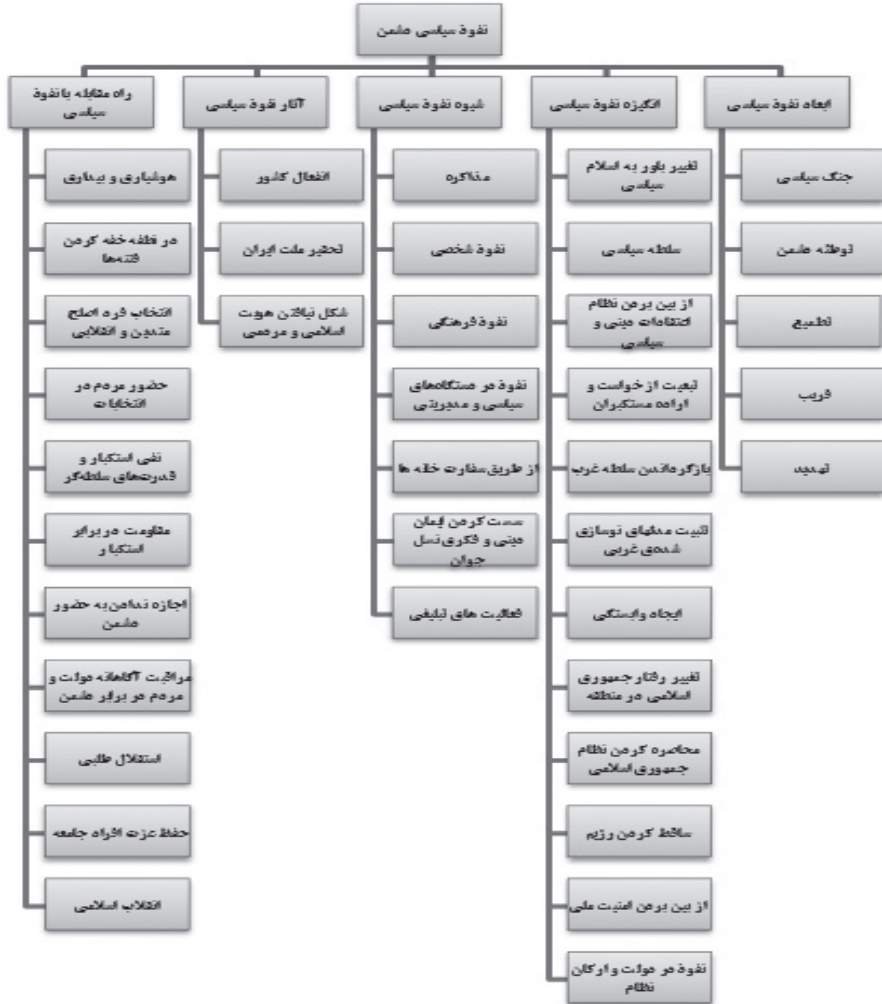 نفوذ سیاسی دشمن
ابعاد نفوذ سیاسی
جنگ سیاسی
توطئه دشمن
تطمیع
فریب
تهدید
انگیزه نفوذ سیاسی
تغییر باور به اسلام
سیاسی
سلطه سیاسی
از بین بردن نظام
اعتقادات دینی و
سیاسی
تبعیت از خواست و
اراده مستکبران
بازگرداندن سلطه غرب
تثبیت مدلهای نوسازی
شده‌ی غربی
ایجاد وابستگی
تغییر رفتار جمهوری
اسلامی در منطقه
محاصره کردن نظام
جمهوری اسلامی
ساقط کردن رژیم
از بین بردن امنیت ملی
نفوذ در دولت و ارکان
نظام
شیوه نفوذ سیاسی
مذاکره
نفوذ شخصی
نفوذ فرهنگی
نفوذ در دستگاه‌های
سیاسی و مدیریتی
از طریق سفارت خانه ها
سست کردن ایمان
دینی و فکری نسل
جوان
فعالیت های تبلیغی
آثار نفوذ سیاسی
انفعال کشور
تحقیر ملت ایران
شکل نیافتن هویت
اسلامی و مردمی
راه مقابله با نفوذ
سیاسی
هوشیاری و بیداری
در نطفه خفه کردن
فتنه‌ها
انتخاب فرد اصلح
متدین و انقلابی
حضور مردم در
انتخابات
نفی استکبار و
قدرت‌های سلطه‌گر
مقاومت در برابر
استکبار
اجازه ندادن به حضور
دشمن
مراقبت آگاهانه دولت و
مردم در برابر دشمن
استقلال طلبی
حفظ عزت افراد جامعه
انقلاب اسلامی